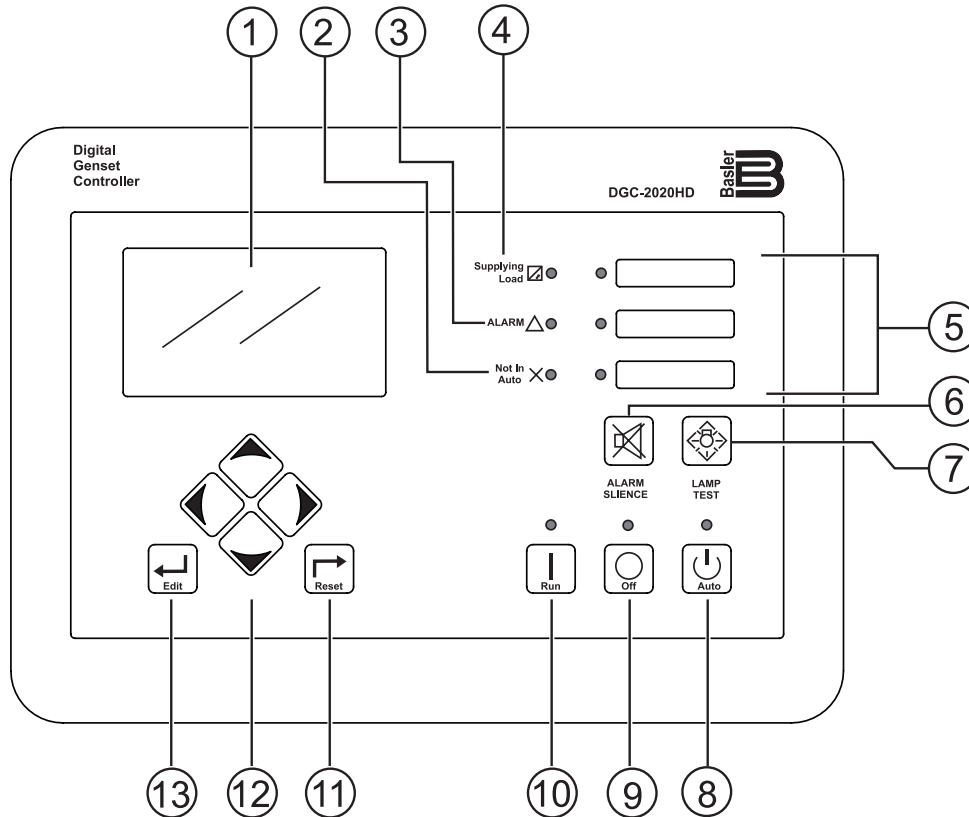 1
2
3
4
Digital
Genset
Controller
DGC-2020HD
Basler
Supplying
Load
ALARM
Not In
Auto
5
6
7
ALARM
SLIENCE
LAMP
TEST
Edit
Reset
Run
Off
Auto
13
12
11
10
9
8